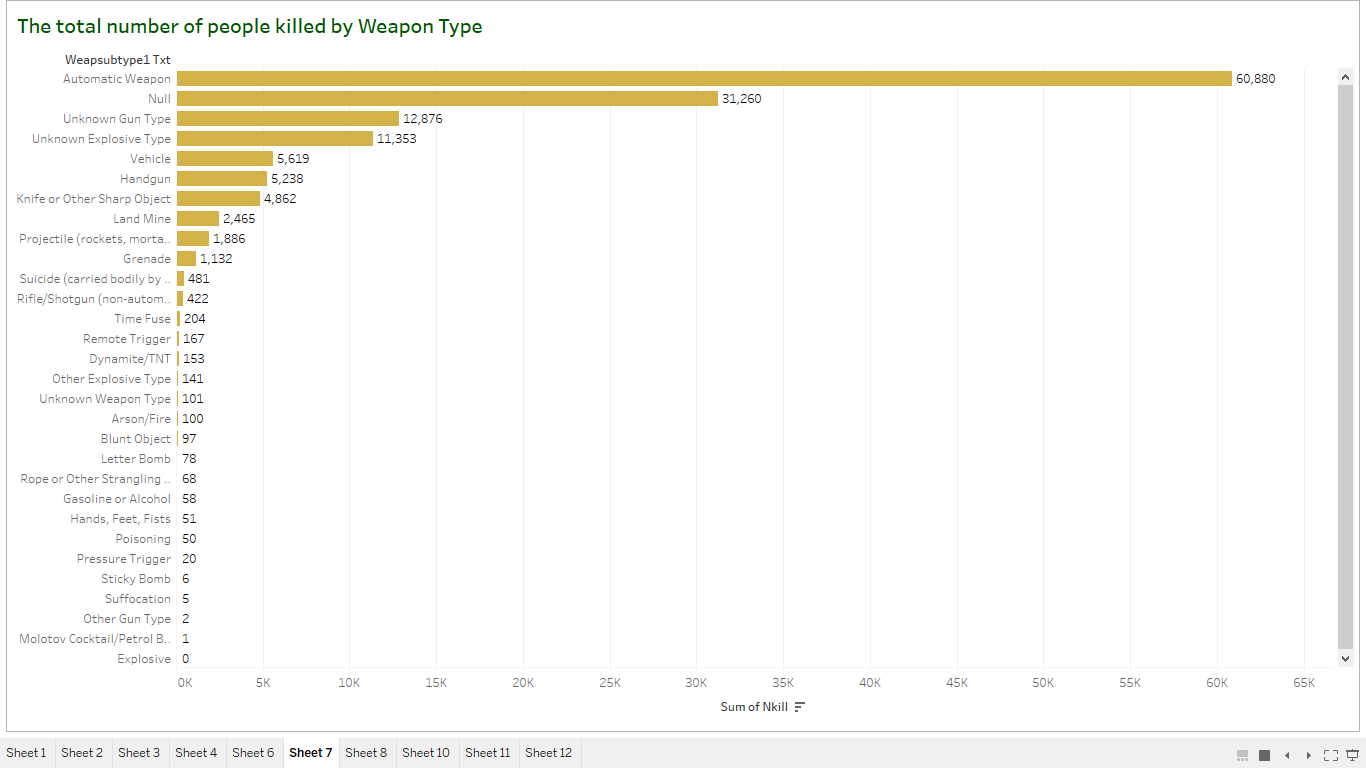 The total number of people killed by Weapon Type
Weapsubtype1 Txt
Automatic Weapon 60,880
Null 31,260
Unknown Gun Type 12,876
Unknown Explosive Type 11,353
Vehicle 5,619
Handgun 5,238
Knife or Other Sharp Object 4,862
Land Mine 2,465
Projectile (rockets, morta.. 1,886
Grenade 1,132
Suicide (carried bodily by .. 481
Rifle/Shotgun (non-autom.. 422
Time Fuse 204
Remote Trigger 167
Dynamite/TNT 153
Other Explosive Type 141
Unknown Weapon Type 101
Arson/Fire 100
Blunt Object 97
Letter Bomb 78
Rope or Other Strangling .. 68
Gasoline or Alcohol 58
Hands, Feet, Fists 51
Poisoning 50
Pressure Trigger 20
Sticky Bomb 6
Suffocation 5
Other Gun Type 2
Molotov Cocktail/Petrol B.. 1
Explosive 0
0K 5K 10K 15K 20K 25K 30K 35K 40K 45K 50K 55K 60K 65K
Sum of Nkill
Sheet 1 Sheet 2 Sheet 3 Sheet 4 Sheet 6 Sheet 7 Sheet 8 Sheet 10 Sheet 11 Sheet 12